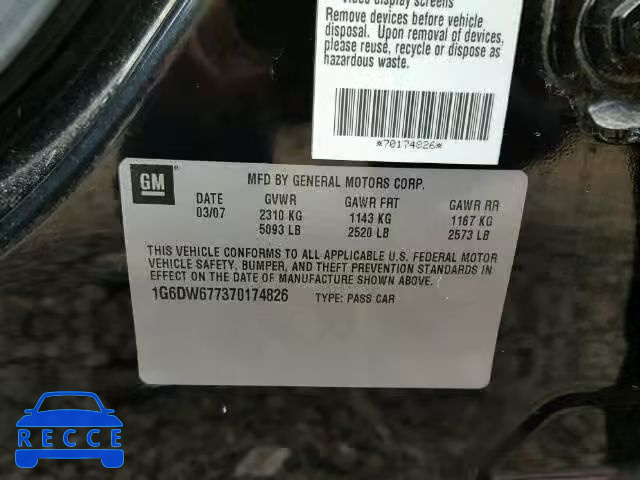 video display screens
Remove devices before vehicle
disposal. Upon removal of devices,
please reuse, recycle or dispose as
hazardous waste.
*70174826*
GM
MFD BY GENERAL MOTORS CORP.
DATE GVWR GAWR FRT GAWR RR
03/07 2310 KG 1143 KG 1167 KG
5093 LB 2520 LB 2573 LB
THIS VEHICLE CONFORMS TO ALL APPLICABLE U.S. FEDERAL MOTOR
VEHICLE SAFETY, BUMPER, AND THEFT PREVENTION STANDARDS IN
EFFECT ON THE DATE OF MANUFACTURE SHOWN ABOVE.
1G6DW677370174826 TYPE: PASS CAR
RECCE